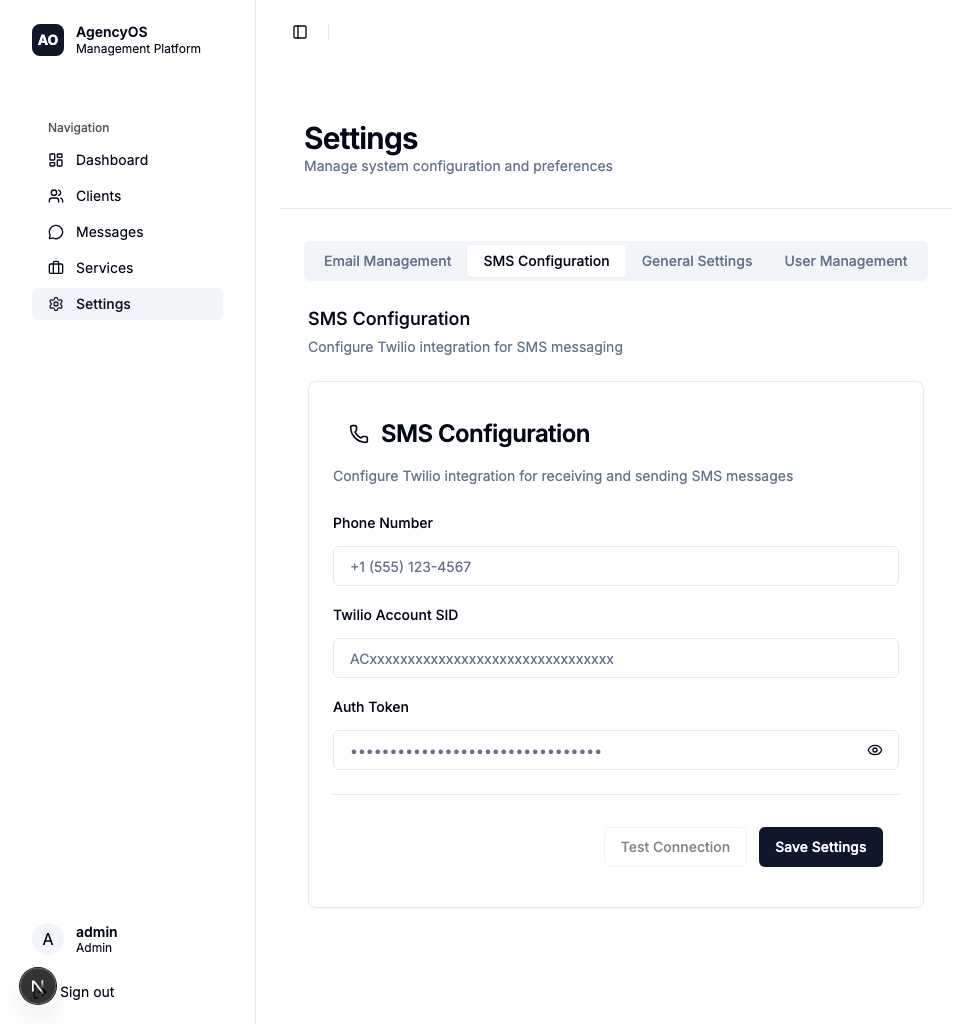 AO
AgencyOS
Management Platform
Navigation
Dashboard
Clients
Messages
Services
Settings
admin
Admin
A
N
Sign out
Settings
Manage system configuration and preferences
Email Management
SMS Configuration
General Settings
User Management
SMS Configuration
Configure Twilio integration for SMS messaging
SMS Configuration
Configure Twilio integration for receiving and sending SMS messages
Phone Number
+1 (555) 123-4567
Twilio Account SID
ACxxxxxxxxxxxxxxxxxxxxxxxxxxxxxxxx
Auth Token
••••••••••••••••••••••••••••••••
Test Connection
Save Settings